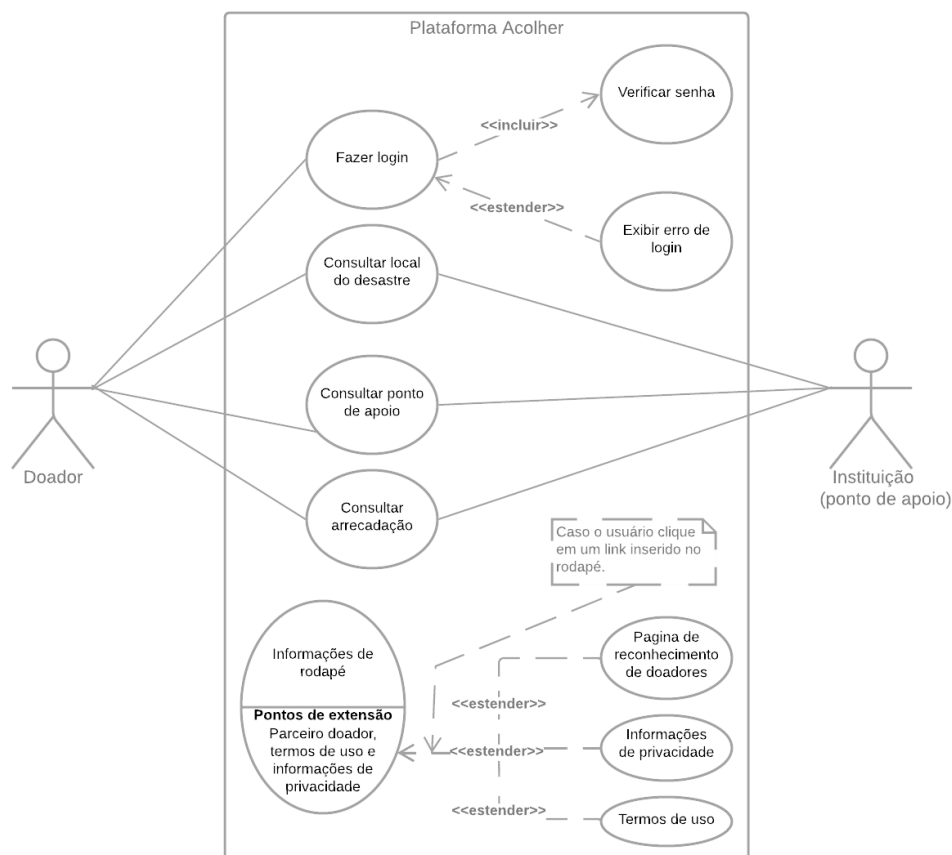 Plataforma Acolher
Verificar senha
<<incluir>>
Fazer login
<<estender>>
Exibir erro de
login
Consultar local
do desastre
Consultar ponto
de apoio
Doador
Instituição
(ponto de apoio)
Consultar
arrecadação
Caso o usuário clique
em um link inserido no
rodapé.
Informações de
rodapé
Pontos de extensão
Parceiro doador,
termos de uso e
informações de
privacidade
Pagina de
reconhecimento
de doadores
<<estender>>
Informações
de privacidade
<<estender>>
<<estender>>
Termos de uso